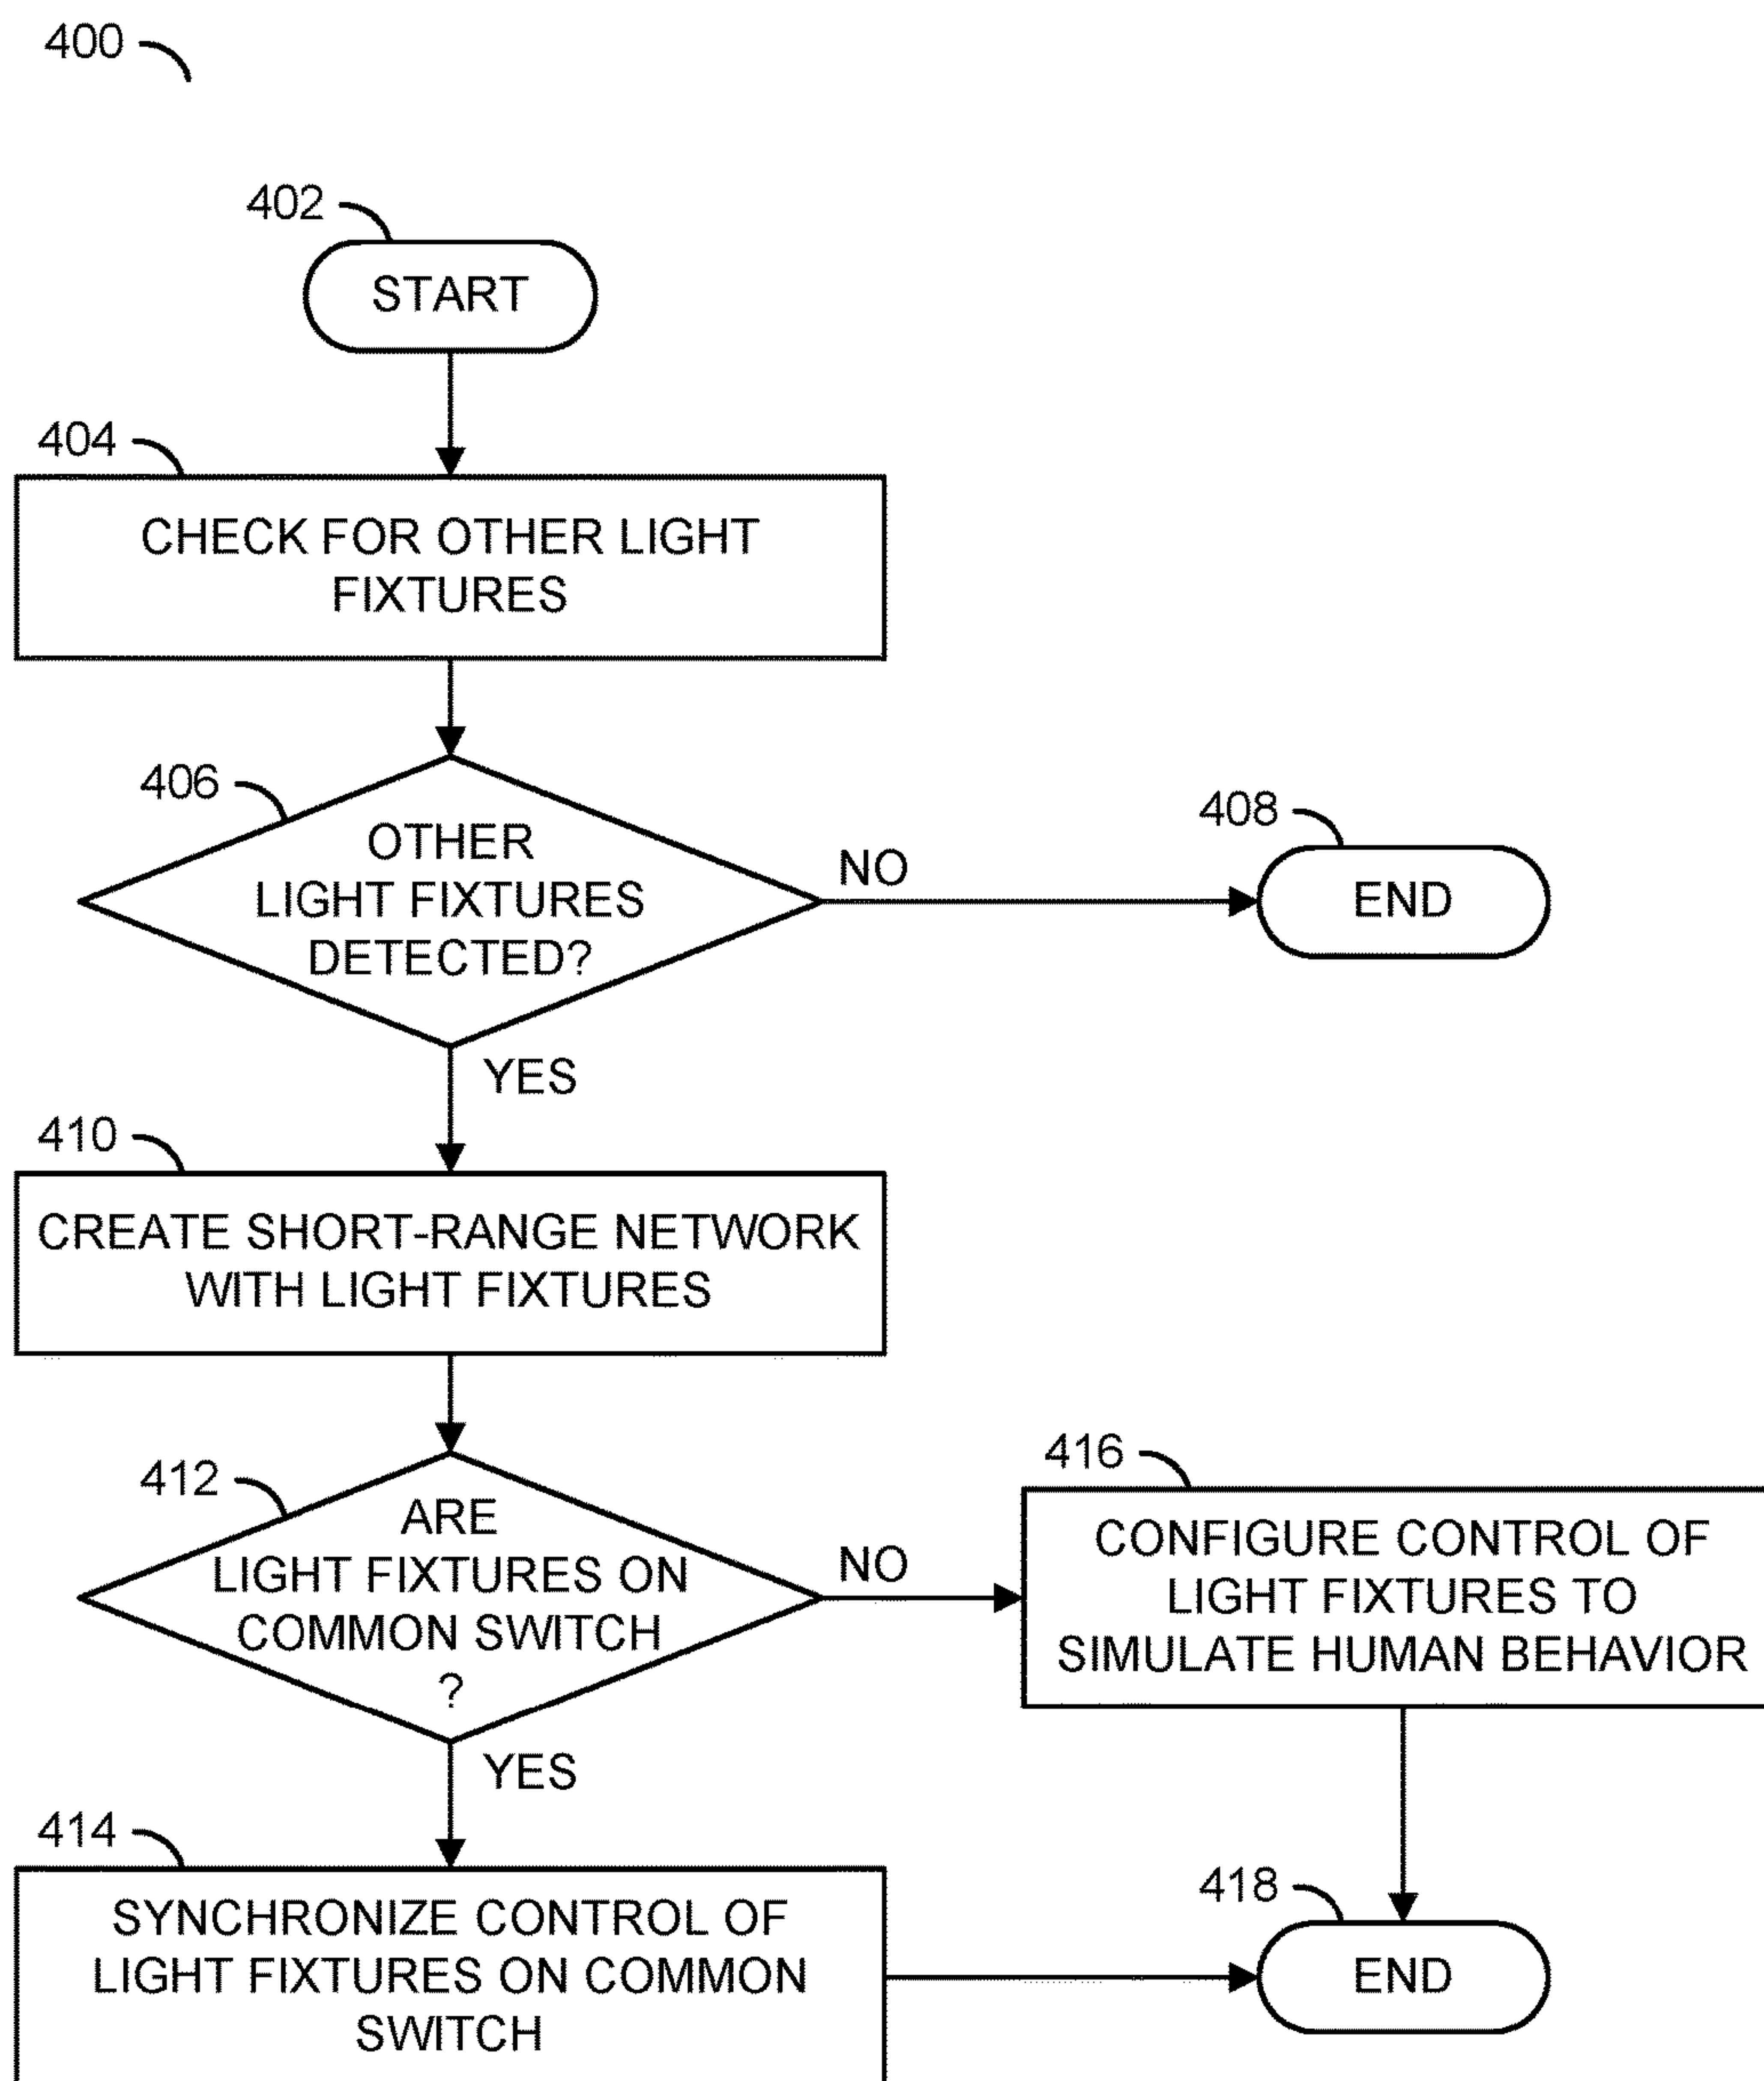 400
402
START
404
CHECK FOR OTHER LIGHT
FIXTURES
406
OTHER
LIGHT FIXTURES
DETECTED?
NO
408
END
YES
410
CREATE SHORT-RANGE NETWORK
WITH LIGHT FIXTURES
412
ARE
LIGHT FIXTURES ON
COMMON SWITCH
?
NO
416
CONFIGURE CONTROL OF
LIGHT FIXTURES TO
SIMULATE HUMAN BEHAVIOR
YES
414
SYNCHRONIZE CONTROL OF
LIGHT FIXTURES ON COMMON
SWITCH
418
END